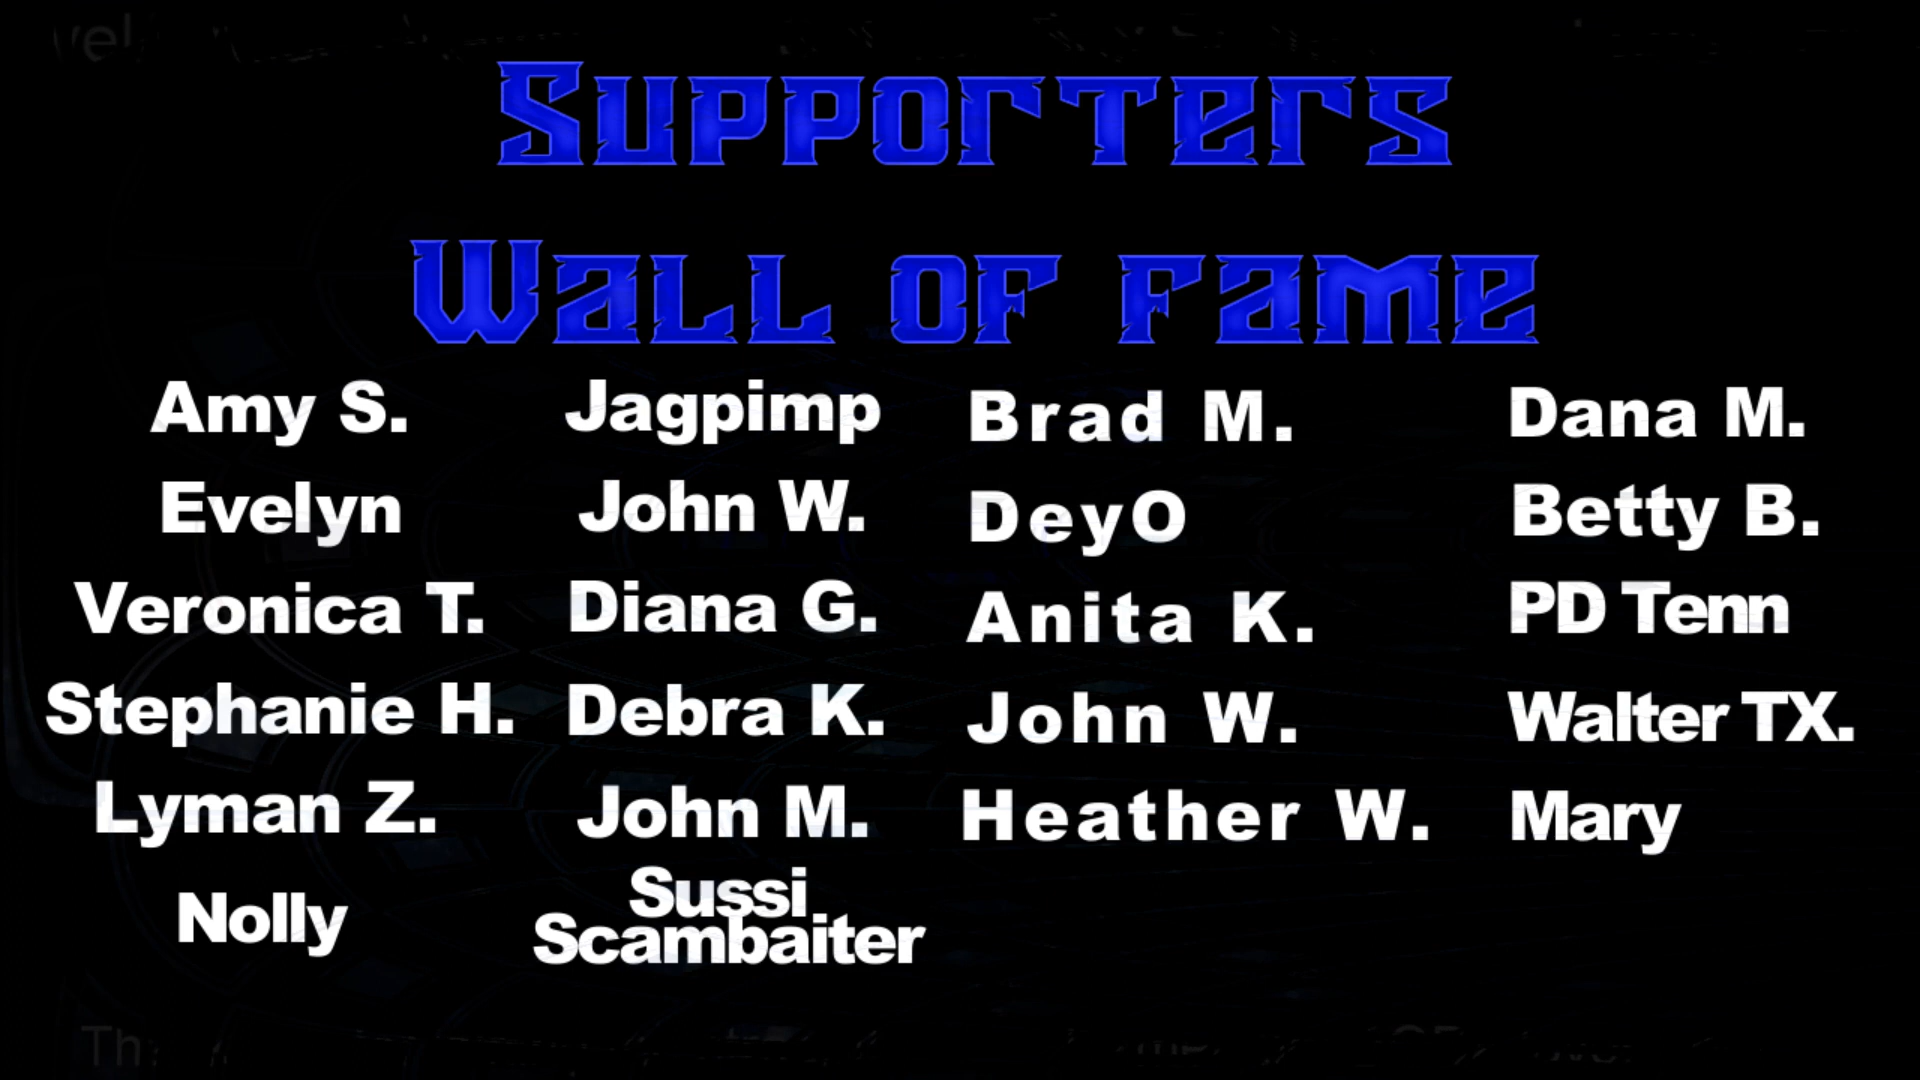 Supporters
Wall of fame
Amy S.
Evelyn
Veronica T.
Stephanie H.
Lyman Z.
Nolly
Jagpimp
John W.
Diana G.
Debra K.
John M.
Sussi
Scambaiter
Brad M.
DeyO
Anita K.
John W.
Heather W.
Dana M.
Betty B.
PD Tenn
Walter TX.
Mary